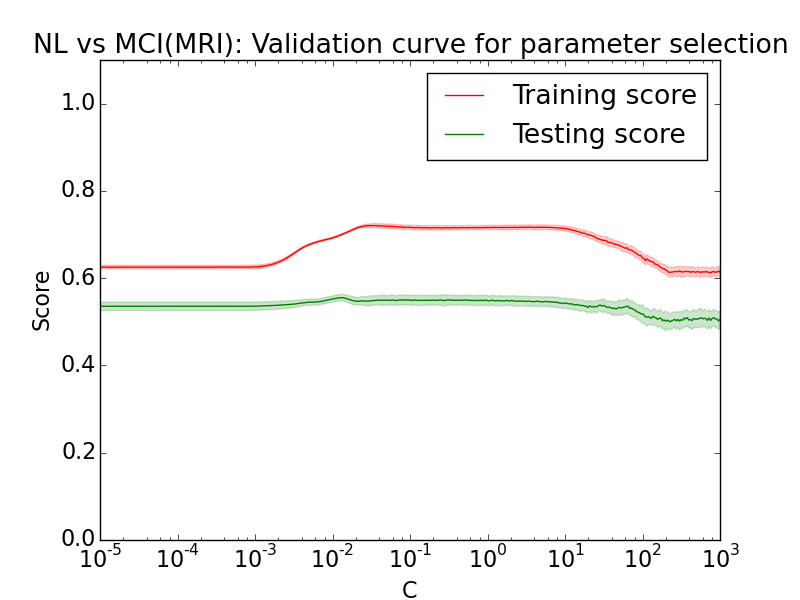 NL vs MCI(MRI): Validation curve for parameter selection
Training score
Testing score
1.0
0.8
0.6
0.4
0.2
0.0
Score
10^-5 10^-4 10^-3 10^-2 10^-1 10^0 10^1 10^2 10^3
C